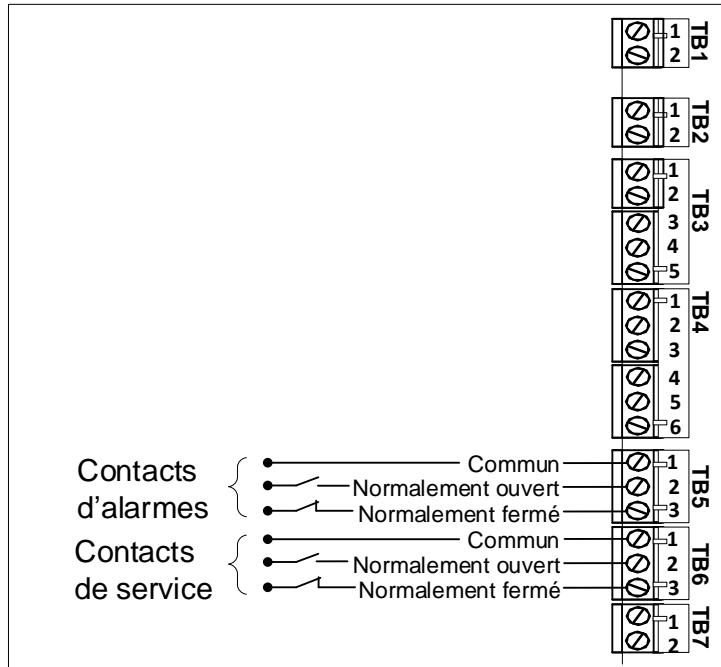 1
2
TB1
1
2
TB2
1
2
3
4
5
TB3
1
2
3
4
5
6
TB4
Contacts
d'alarmes
Commun 1
Normalement ouvert 2
Normalement fermé 3
TB5
Contacts
de service
Commun 1
Normalement ouvert 2
Normalement fermé 3
TB6
1
2
TB7